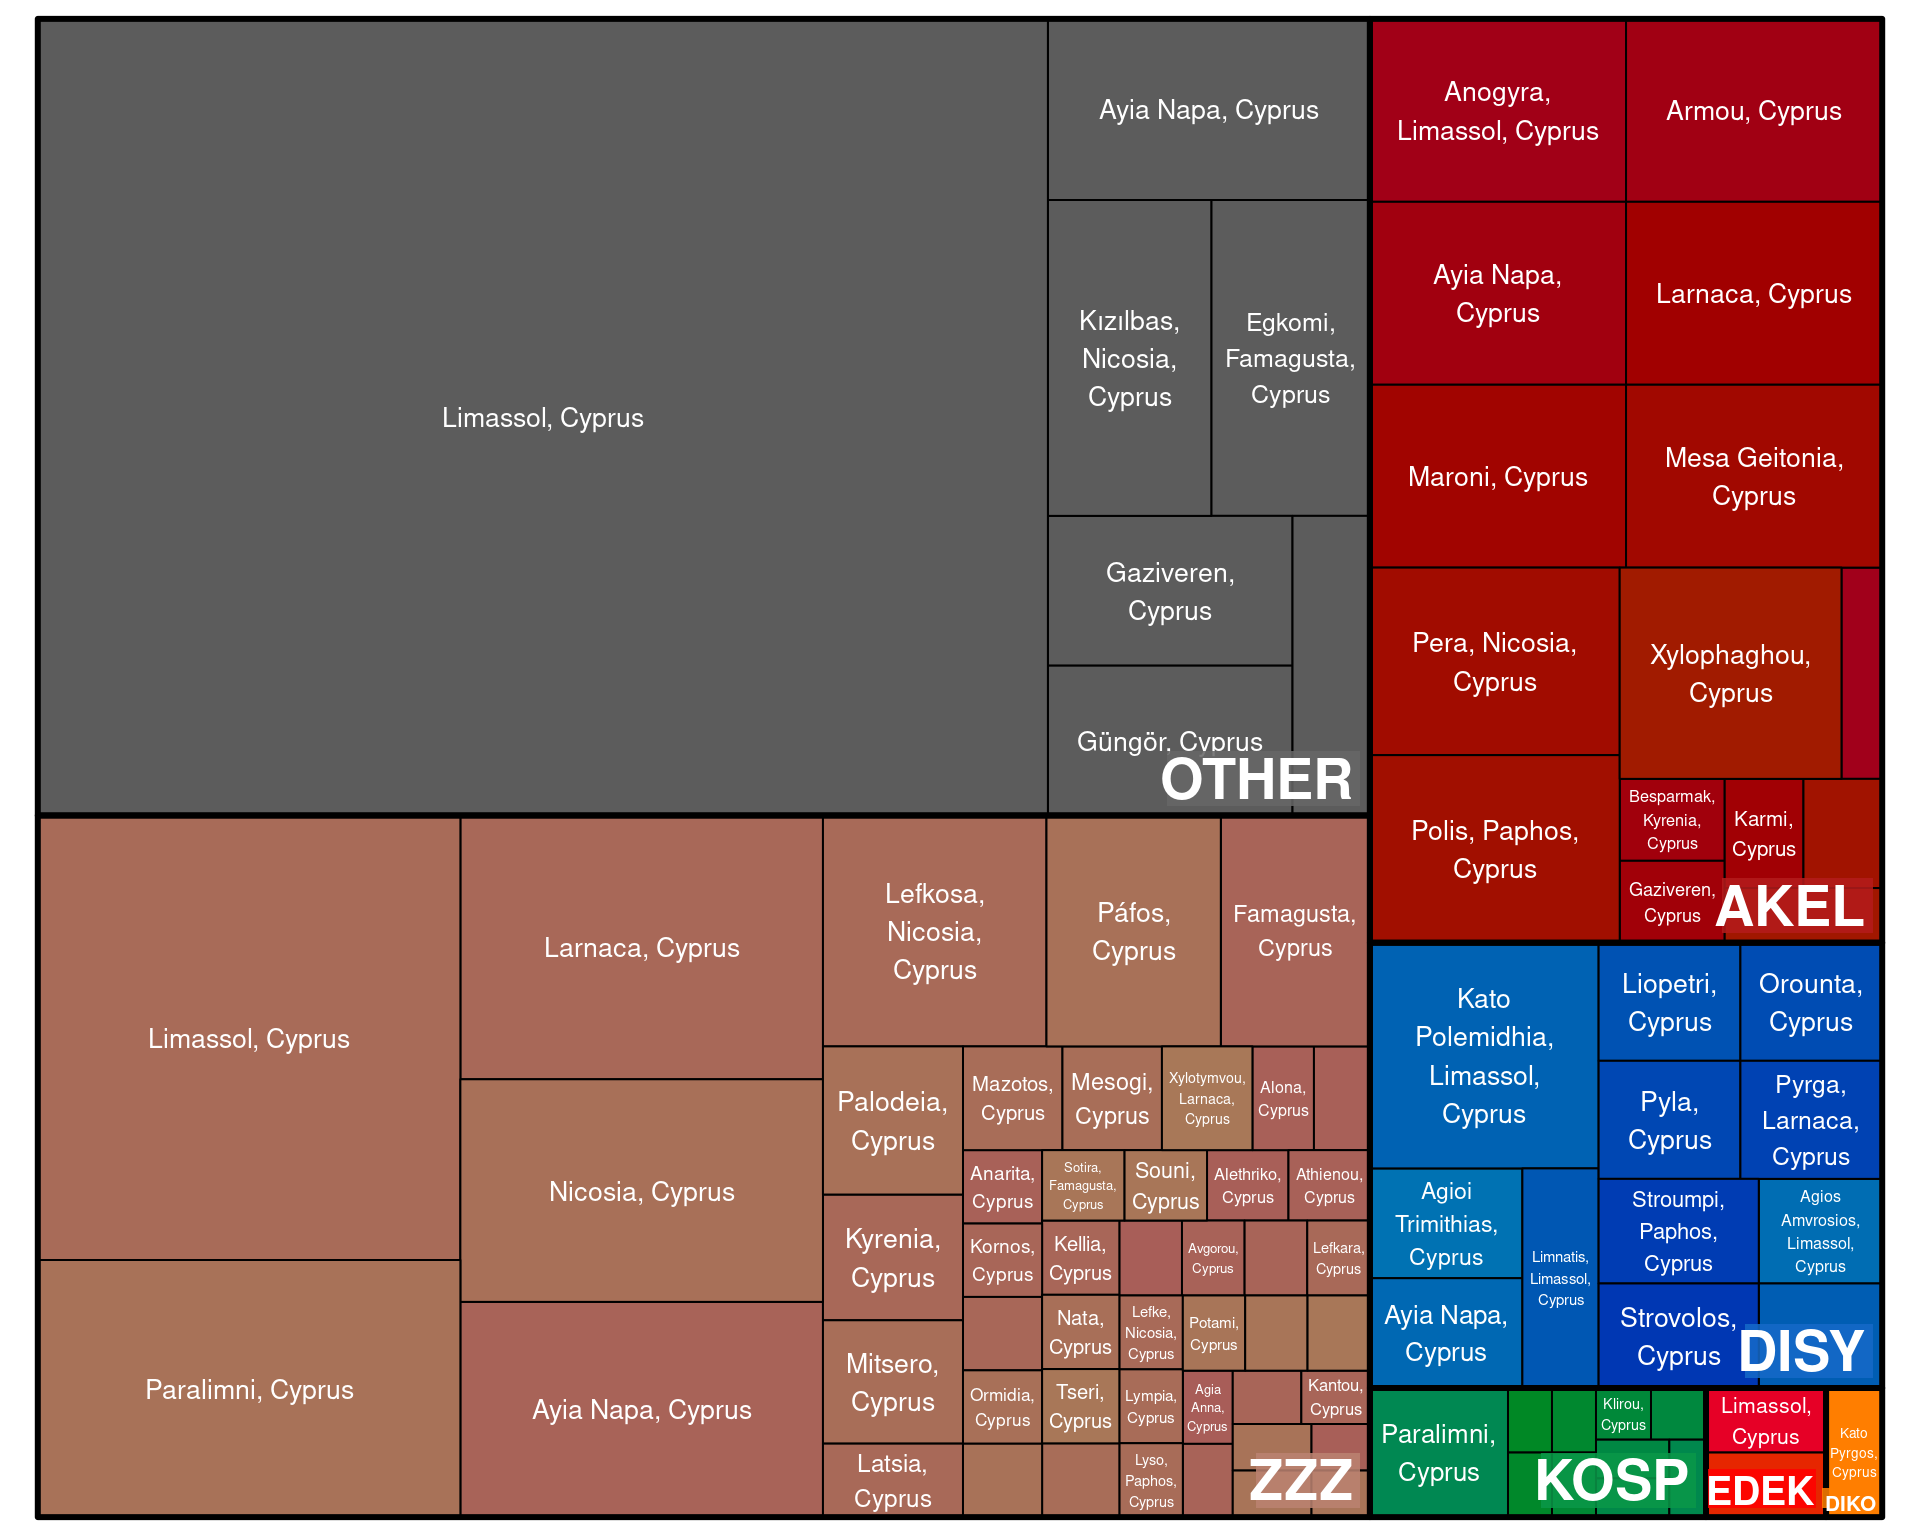 Limassol, Cyprus
Ayia Napa, Cyprus
Kızılbas,
Nicosia,
Cyprus
Egkomi,
Famagusta,
Cyprus
Gaziveren,
Cyprus
Güngör, Cyprus
OTHER
Anogyra,
Limassol, Cyprus
Armou, Cyprus
Ayia Napa,
Cyprus
Larnaca, Cyprus
Maroni, Cyprus
Mesa Geitonia,
Cyprus
Pera, Nicosia,
Cyprus
Xylophaghou,
Cyprus
Polis, Paphos,
Cyprus
Besparmak,
Kyrenia,
Cyprus
Karmi,
Cyprus
Gaziveren,
Cyprus
AKEL
Limassol, Cyprus
Larnaca, Cyprus
Lefkosa,
Nicosia,
Cyprus
Páfos,
Cyprus
Famagusta,
Cyprus
Nicosia, Cyprus
Paralimni, Cyprus
Ayia Napa, Cyprus
Palodeia,
Cyprus
Mazotos,
Cyprus
Mesogi,
Cyprus
Xylotymvou,
Larnaca,
Cyprus
Alona,
Cyprus
Anarita,
Cyprus
Sotira,
Famagusta,
Cyprus
Souni,
Cyprus
Alethriko,
Cyprus
Athienou,
Cyprus
Kyrenia,
Cyprus
Kornos,
Cyprus
Kellia,
Cyprus
Avgorou,
Cyprus
Lefkara,
Cyprus
Nata,
Cyprus
Lefke,
Nicosia,
Cyprus
Potami,
Cyprus
Mitsero,
Cyprus
Ormidia,
Cyprus
Tseri,
Cyprus
Lympia,
Cyprus
Agia
Anna,
Cyprus
Kantou,
Cyprus
Latsia,
Cyprus
Lyso,
Paphos,
Cyprus
ZZZ
Kato
Polemidhia,
Limassol,
Cyprus
Liopetri,
Cyprus
Orounta,
Cyprus
Pyla,
Cyprus
Pyrga,
Larnaca,
Cyprus
Agioi
Trimithias,
Cyprus
Limnatis,
Limassol,
Cyprus
Stroumpi,
Paphos,
Cyprus
Agios
Amvrosios,
Limassol,
Cyprus
Ayia Napa,
Cyprus
Strovolos,
Cyprus
DISY
Paralimni,
Cyprus
Klirou,
Cyprus
KOSP
Limassol,
Cyprus
EDEK
Kato
Pyrgos,
Cyprus
DIKO